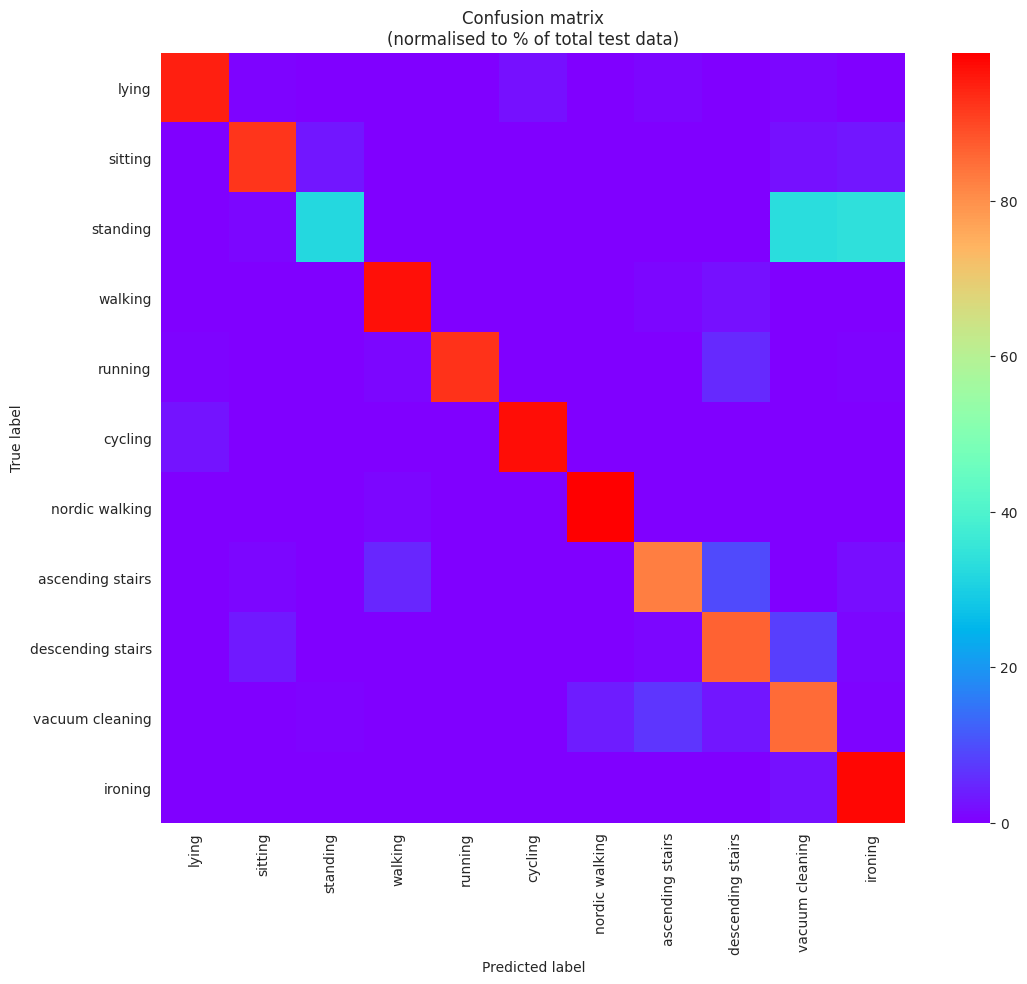 Confusion matrix
(normalised to % of total test data)
True label
lying
sitting
standing
walking
running
cycling
nordic walking
ascending stairs
descending stairs
vacuum cleaning
ironing
lying
sitting
standing
walking
running
cycling
nordic walking
ascending stairs
descending stairs
vacuum cleaning
ironing
Predicted label
80
60
40
20
0